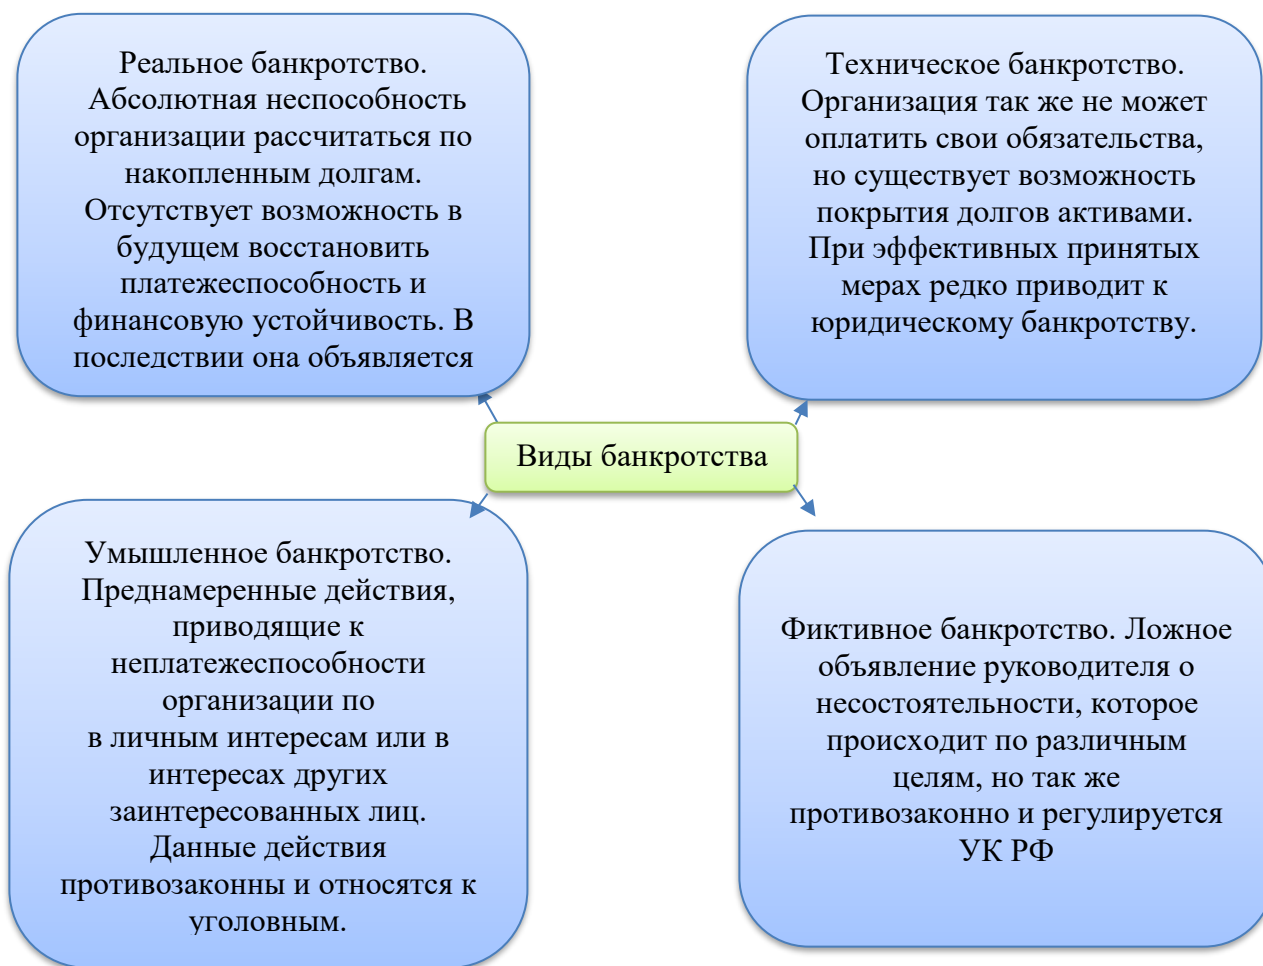 Реальное банкротство.
Абсолютная неспособность
организации рассчитаться по
накопленным долгам.
Отсутствует возможность в
будущем восстановить
платежеспособность и
финансовую устойчивость. В
последствии она объявляется
Техническое банкротство.
Организация так же не может
оплатить свои обязательства,
но существует возможность
покрытия долгов активами.
При эффективных принятых
мерах редко приводит к
юридическому банкротству.
Виды банкротства
Умышленное банкротство.
Преднамеренные действия,
приводящие к
неплатежеспособности
организации по
в личным интересам или в
интересах других
заинтересованных лиц.
Данные действия
противозаконны и относятся к
уголовным.
Фиктивное банкротство. Ложное
объявление руководителя о
несостоятельности, которое
происходит по различным
целям, но так же
противозаконно и регулируется
УК РФ